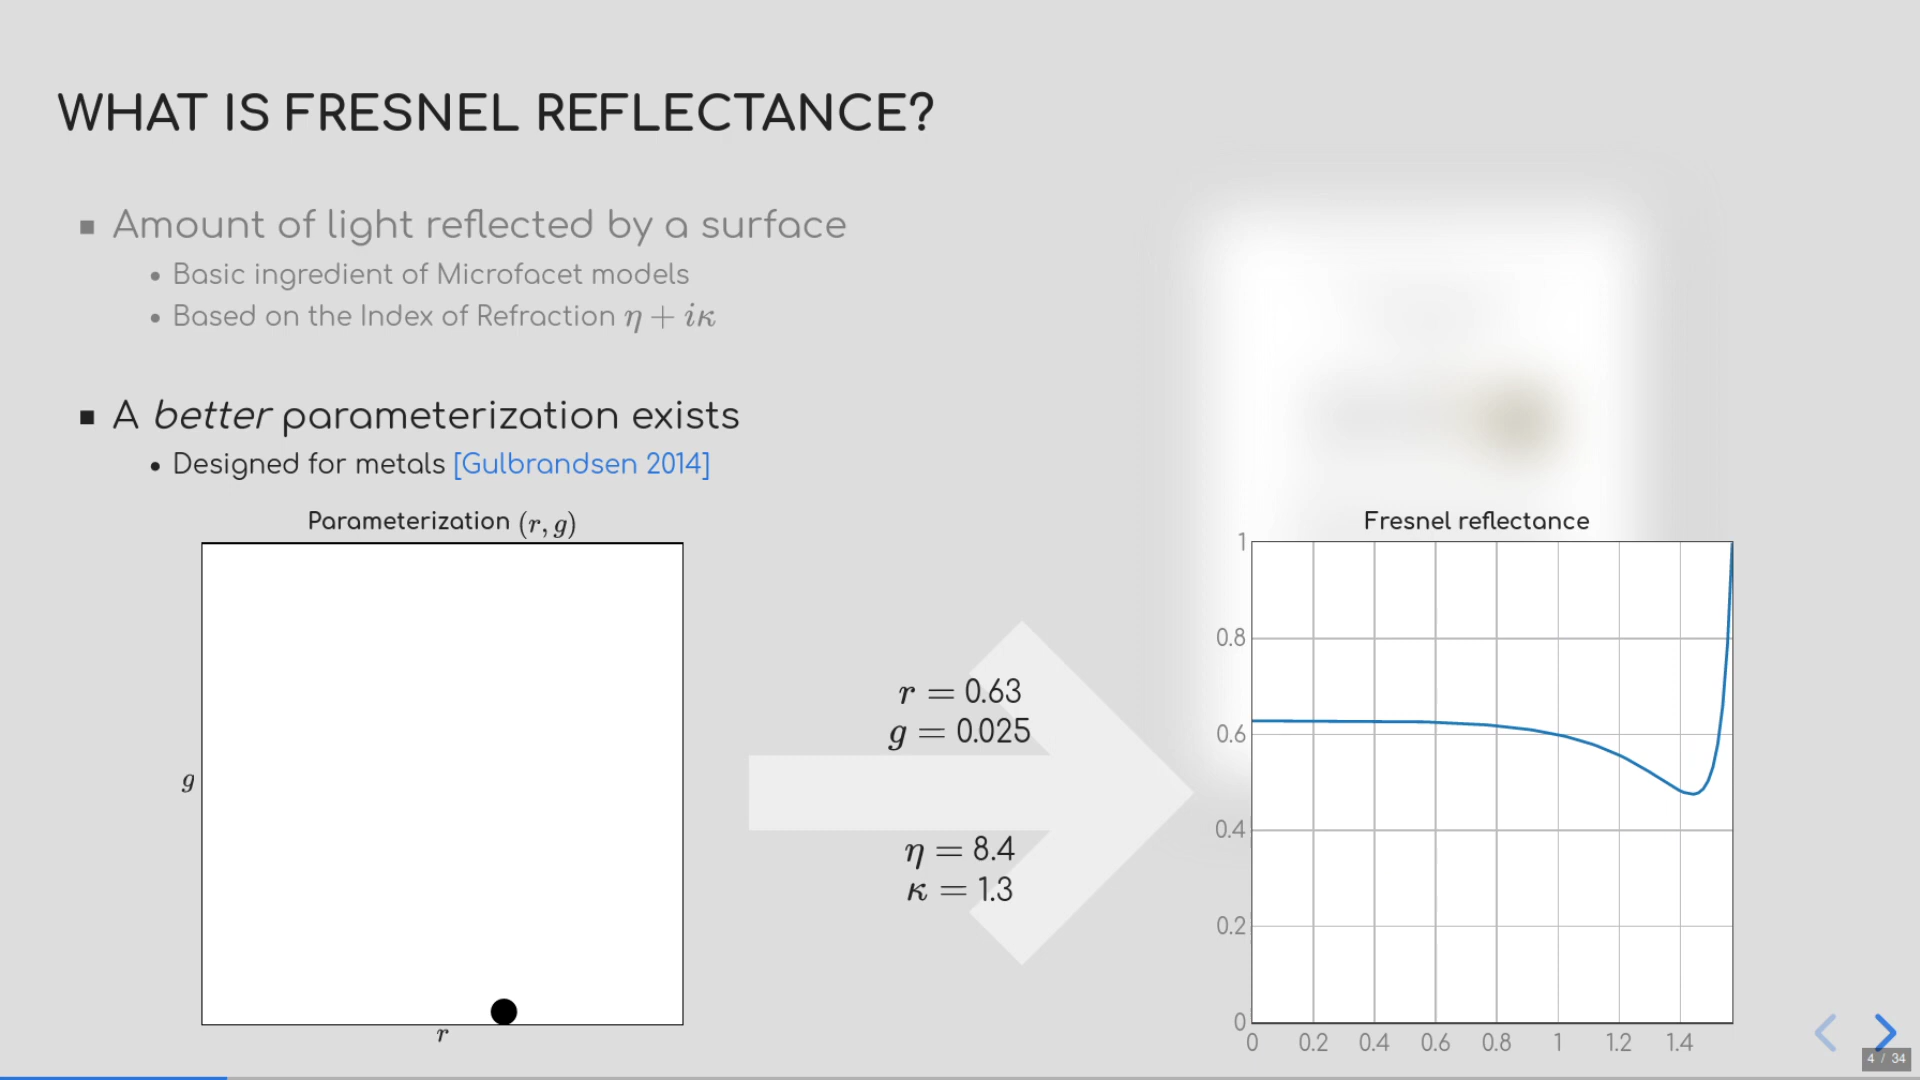 WHAT IS FRESNEL REFLECTANCE?
Amount of light reflected by a surface
Basic ingredient of Microfacet models
Based on the Index of Refraction η + iκ
A better parameterization exists
Designed for metals [Gulbrandsen 2014]
Parameterization (r, g)
g
r
r = 0.63
g = 0.025
η = 8.4
κ = 1.3
Fresnel reflectance
1
0.8
0.6
0.4
0.2
0
0 0.2 0.4 0.6 0.8 1 1.2 1.4
4 / 34